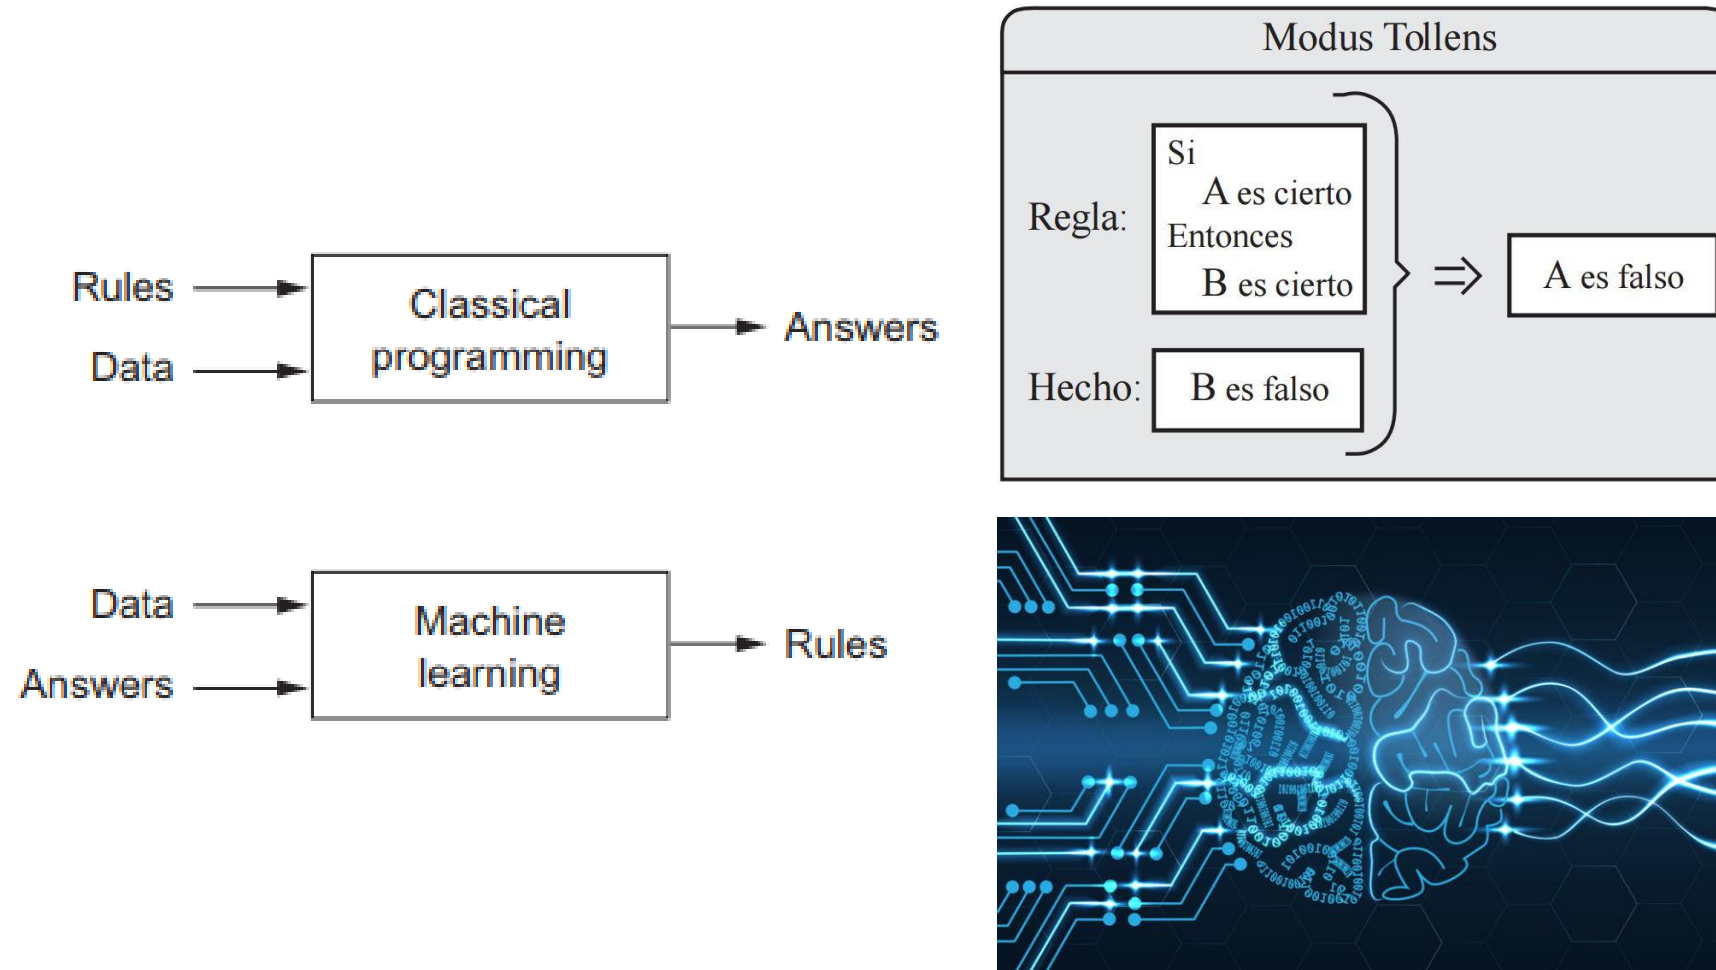 Rules
Data
Classical
programming
Answers
Data
Answers
Machine
learning
Rules
Modus Tollens
Regla:
Si
A es cierto
Entonces
B es cierto
Hecho:
B es falso
A es falso